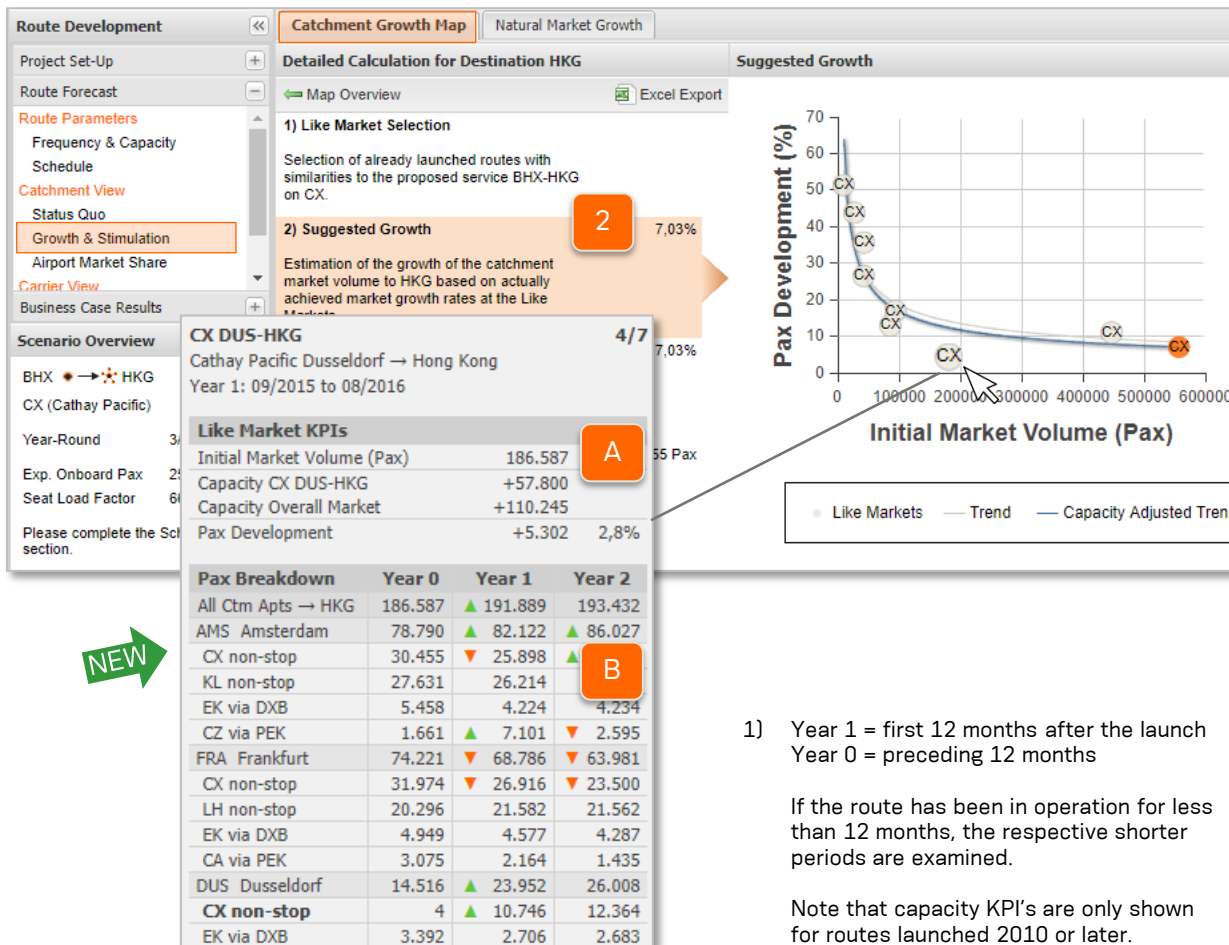 Route Development
Project Set-Up
Route Forecast
Route Parameters
Frequency & Capacity
Schedule
Catchment View
Status Quo
Growth & Stimulation
Airport Market Share
Carrier View
Business Case Results
Scenario Overview
BHX HKG
CX (Cathay Pacific)
Year-Round
Exp. Onboard Pax
Seat Load Factor
Please complete the
section.
Catchment Growth Map
Natural Market Growth
Detailed Calculation for Destination HKG
Map Overview
Excel Export
1) Like Market Selection
Selection of already launched routes with
similarities to the proposed service BHX-HKG
on CX.
2) Suggested Growth 2 7,03%
Estimation of the growth of the catchment
market volume to HKG based on actually
achieved market growth rates at the Like
7,03%
55 Pax
Suggested Growth
Pax Development (%)
70
60
50
40
30
20
10
0
CX
CX
CX
CX
CX
CX
CX
CX
CX
0 100000 200000 300000 400000 500000 600000
Initial Market Volume (Pax)
Like Markets Trend Capacity Adjusted Tren
CX DUS-HKG 4/7
Cathay Pacific Dusseldorf → Hong Kong
Year 1: 09/2015 to 08/2016
Like Market KPIs
A
Initial Market Volume (Pax) 186.587
Capacity CX DUS-HKG +57.800
Capacity Overall Market +110.245
Pax Development +5.302 2,8%
Pax Breakdown Year 0 Year 1 Year 2
All Ctm Apts → HKG 186.587 ▲ 191.889 193.432
AMS Amsterdam 78.790 ▲ 82.122 ▲ 86.027
CX non-stop 30.455 ▼ 25.898 ▲
B
KL non-stop 27.631 26.214
EK via DXB 5.458 4.224 4.234
CZ via PEK 1.661 ▲ 7.101 ▼ 2.595
FRA Frankfurt 74.221 ▼ 68.786 ▼ 63.981
CX non-stop 31.974 ▼ 26.916 ▼ 23.500
LH non-stop 20.296 21.582 21.562
EK via DXB 4.949 4.577 4.287
CA via PEK 3.075 2.164 1.435
DUS Dusseldorf 14.516 ▲ 23.952 26.008
CX non-stop 4 ▲ 10.746 12.364
EK via DXB 3.392 2.706 2.683
NEW
1) Year 1 = first 12 months after the launch
Year 0 = preceding 12 months
If the route has been in operation for less
than 12 months, the respective shorter
periods are examined.
Note that capacity KPI's are only shown
for routes launched 2010 or later.